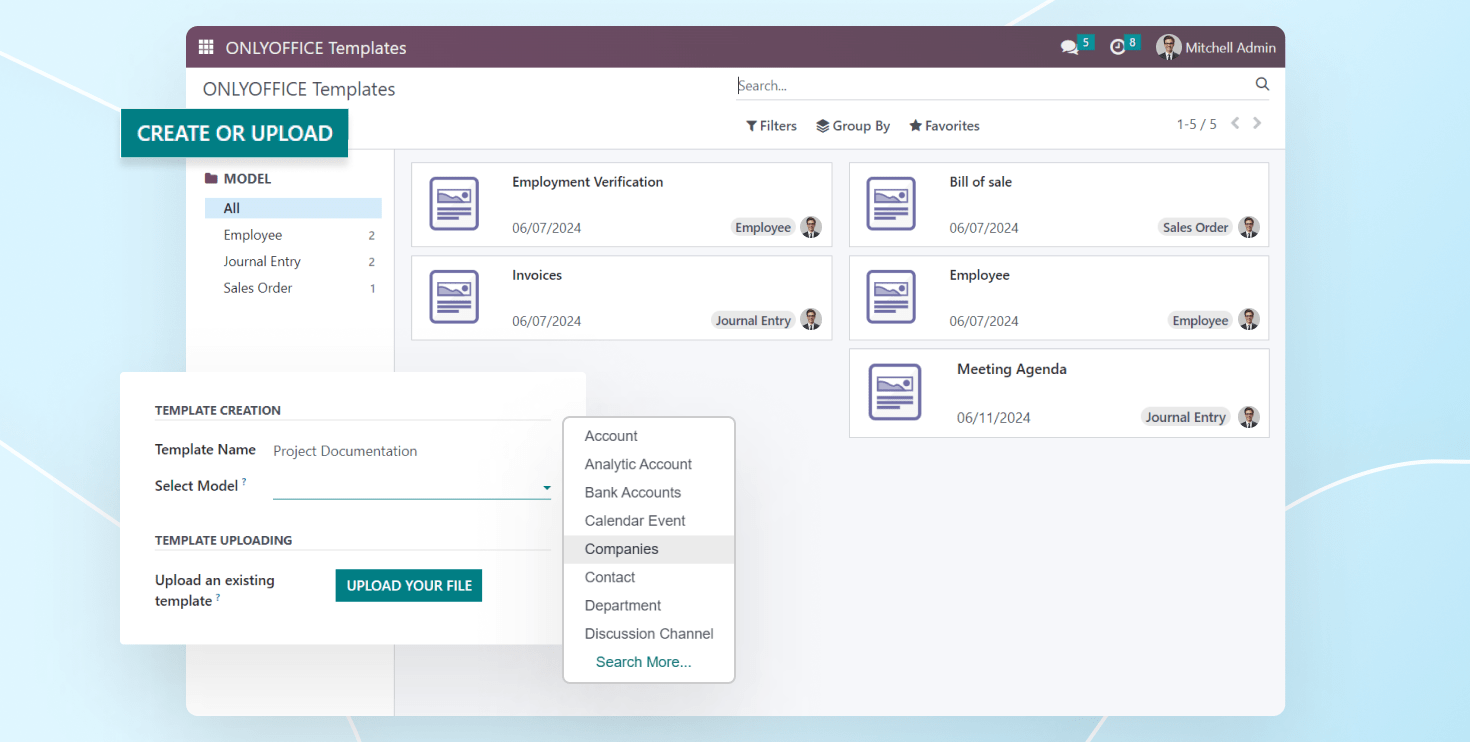 ONLYOFFICE Templates
5
8
Mitchell Admin
ONLYOFFICE Templates
Search...
CREATE OR UPLOAD
Filters
Group By
Favorites
1-5 / 5
MODEL
All
Employee 2
Journal Entry 2
Sales Order 1
Employment Verification
06/07/2024 Employee
Bill of sale
06/07/2024 Sales Order
Invoices
06/07/2024 Journal Entry
Employee
06/07/2024 Employee
Meeting Agenda
06/11/2024 Journal Entry
TEMPLATE CREATION
Template Name Project Documentation
Select Model ?
TEMPLATE UPLOADING
Upload an existing
template ?
UPLOAD YOUR FILE
Account
Analytic Account
Bank Accounts
Calendar Event
Companies
Contact
Department
Discussion Channel
Search More...